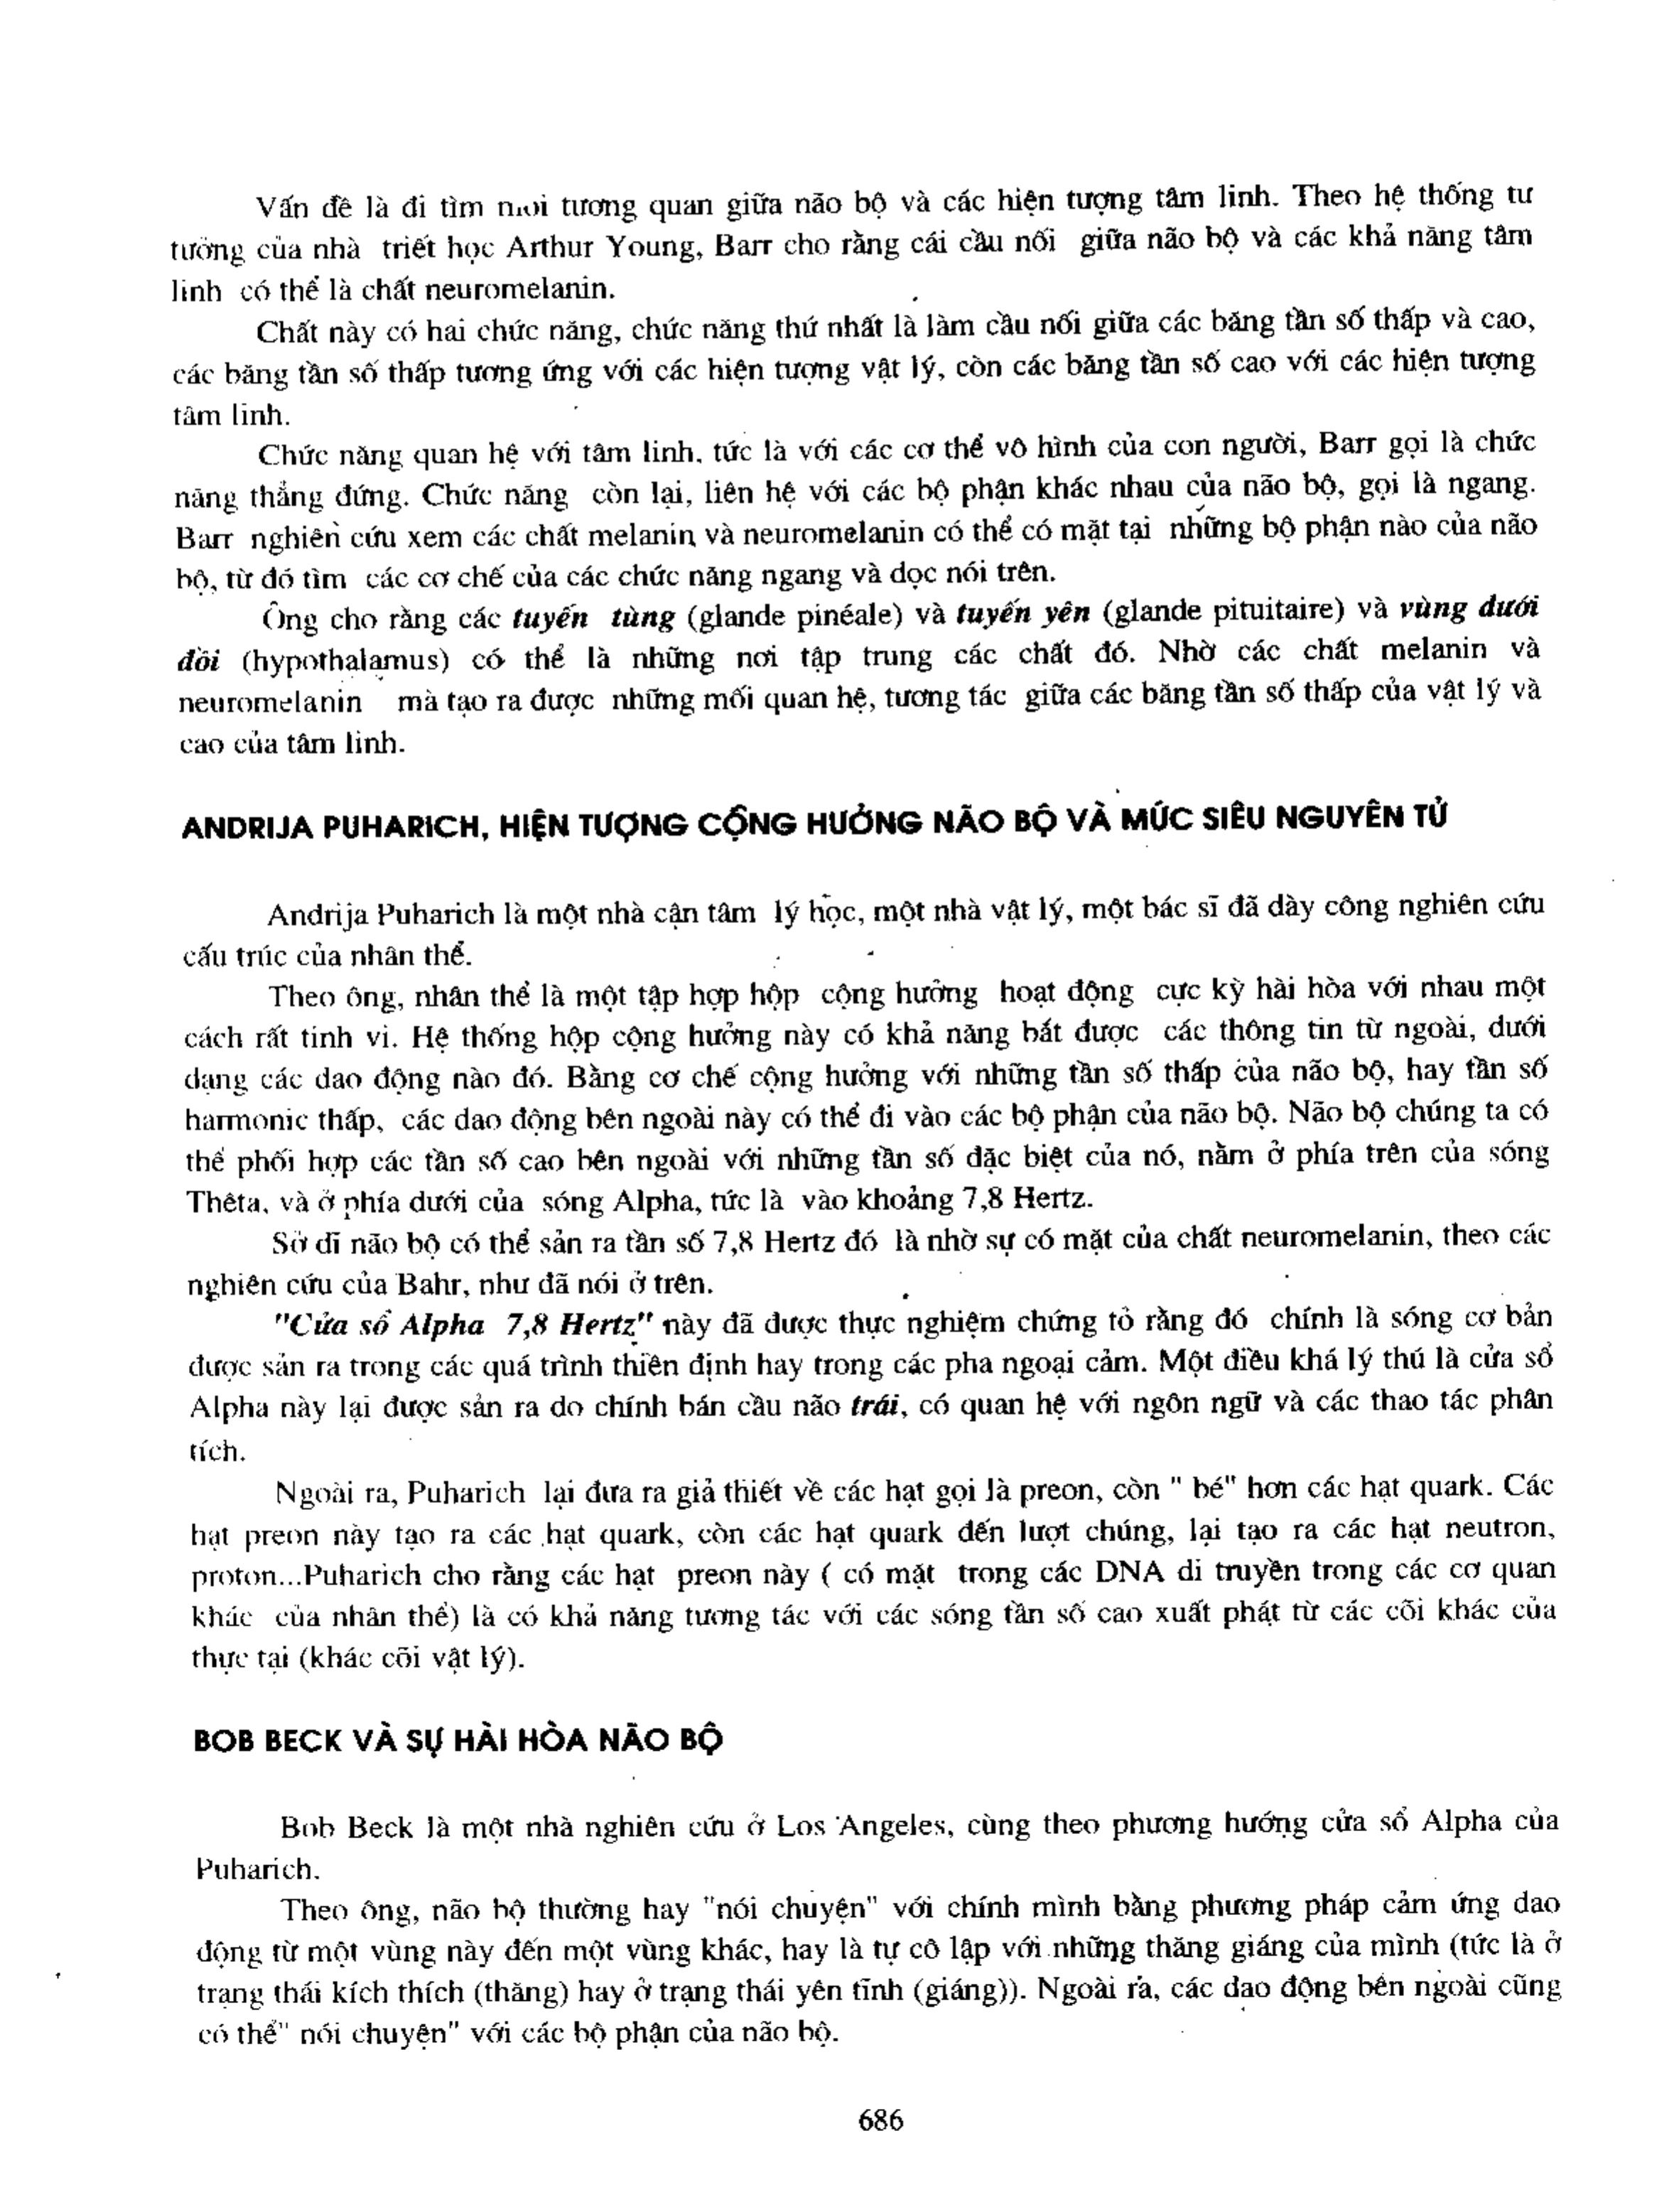 Vấn đề là đi tìm mối tương quan giữa não bộ và các hiện tượng tâm linh. Theo hệ thống tư
tưởng của nhà triết học Arthur Young, Barr cho rằng cái cầu nối giữa não bộ và các khả năng tâm
linh có thể là chất neuromelanin.
Chất này có hai chức năng, chức năng thứ nhất là làm cầu nối giữa các băng tần số thấp và cao,
các băng tần số thấp tương ứng với các hiện tượng vật lý, còn các băng tần số cao với các hiện tượng
tâm linh.
Chức năng quan hệ với tâm linh, tức là với các cơ thể vô hình của con người, Barr gọi là chức
năng thẳng đứng. Chức năng còn lại, liên hệ với các bộ phận khác nhau của não bộ, gọi là ngang.
Barr nghiên cứu xem các chất melanin và neuromelanin có thể có mặt tại những bộ phận nào của não
bộ, từ đó tìm các cơ chế của các chức năng ngang và dọc nói trên.
Ông cho rằng các tuyến tùng (glande pinéale) và tuyến yên (glande pituitaire) và vùng dưới
đồi (hypothalamus) có thể là những nơi tập trung các chất đó. Nhờ các chất melanin và
neuromelanin mà tạo ra được những mối quan hệ, tương tác giữa các băng tần số thấp của vật lý và
cao của tâm linh.
ANDRIJA PUHARICH, HIỆN TƯỢNG CỘNG HƯỞNG NÃO BỘ VÀ MỨC SIÊU NGUYÊN TỬ
Andrija Puharich là một nhà cận tâm lý học, một nhà vật lý, một bác sĩ đã dày công nghiên cứu
cấu trúc của nhân thể.
Theo ông, nhân thể là một tập hợp hộp cộng hưởng hoạt động cực kỳ hài hòa với nhau một
cách rất tinh vi. Hệ thống hộp cộng hưởng này có khả năng bắt được các thông tin từ ngoài, dưới
dạng các dao động nào đó. Bằng cơ chế cộng hưởng với những tần số thấp của não bộ, hay tần số
harmonic thấp, các dao động bên ngoài này có thể đi vào các bộ phận của não bộ. Não bộ chúng ta có
thể phối hợp các tần số cao bên ngoài với những tần số đặc biệt của nó, nằm ở phía trên của sóng
Thêta, và ở phía dưới của sóng Alpha, tức là vào khoảng 7,8 Hertz.
Sở dĩ não bộ có thể sản ra tần số 7,8 Hertz đó là nhờ sự có mặt của chất neuromelanin, theo các
nghiên cứu của Bahr, như đã nói ở trên.
"Cửa sổ Alpha 7,8 Hertz" này đã được thực nghiệm chứng tỏ rằng đó chính là sóng cơ bản
được sản ra trong các quá trình thiền định hay trong các pha ngoại cảm. Một điều khá lý thú là cửa sổ
Alpha này lại được sản ra do chính bán cầu não trái, có quan hệ với ngôn ngữ và các thao tác phân
tích.
Ngoài ra, Puharich lại đưa ra giả thiết về các hạt gọi là preon, còn " bé" hơn các hạt quark. Các
hạt preon này tạo ra các hạt quark, còn các hạt quark đến lượt chúng, lại tạo ra các hạt neutron,
proton...Puharich cho rằng các hạt preon này ( có mặt trong các DNA di truyền trong các cơ quan
khác của nhân thể) là có khả năng tương tác với các sóng tần số cao xuất phát từ các cõi khác của
thực tại (khác cõi vật lý).
BOB BECK VÀ SỰ HÀI HÒA NÃO BỘ
Bob Beck là một nhà nghiên cứu ở Los Angeles, cùng theo phương hướng cửa sổ Alpha của
Puharich.
Theo ông, não bộ thường hay "nói chuyện" với chính mình bằng phương pháp cảm ứng dao
động từ một vùng này đến một vùng khác, hay là tự cô lập với những thăng giáng của mình (tức là ở
trạng thái kích thích (thăng) hay ở trạng thái yên tĩnh (giáng)). Ngoài ra, các dao động bên ngoài cũng
có thể" nói chuyện" với các bộ phận của não bộ.
686